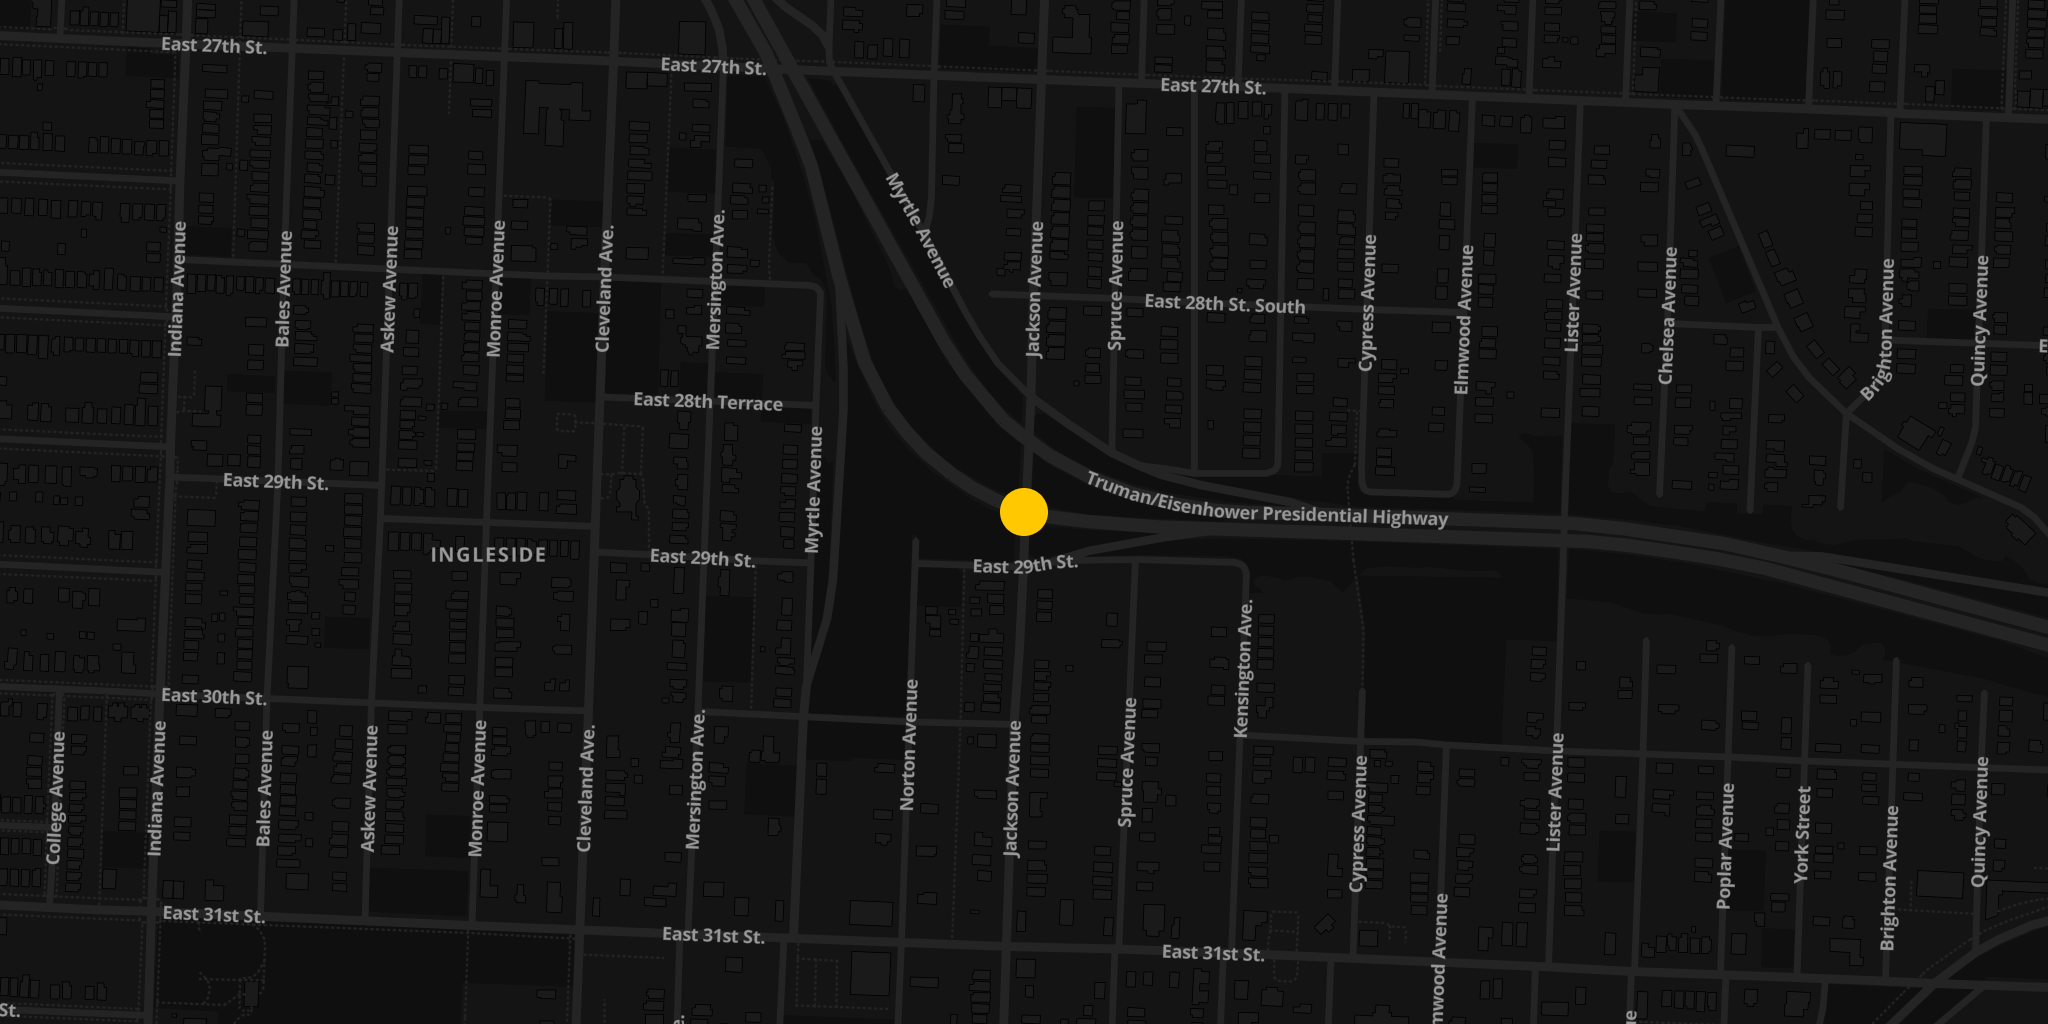 East 27th St.
East 27th St.
East 27th St.
Myrtle Avenue
Indiana Avenue
Bales Avenue
Askew Avenue
Monroe Avenue
Cleveland Ave.
Mersington Ave.
Jackson Avenue
Spruce Avenue
East 28th St. South
Cypress Avenue
Elmwood Avenue
Lister Avenue
Chelsea Avenue
Brighton Avenue
Quincy Avenue
E
East 28th Terrace
Myrtle Avenue
East 29th St.
Truman/Eisenhower Presidential Highway
INGLESIDE
East 29th St.
East 29th St.
Kensington Ave.
East 30th St.
College Avenue
Indiana Avenue
Bales Avenue
Askew Avenue
Monroe Avenue
Cleveland Ave.
Mersington Ave.
Norton Avenue
Jackson Avenue
Spruce Avenue
Cypress Avenue
Lister Avenue
Poplar Avenue
York Street
Brighton Avenue
Quincy Avenue
East 31st St.
East 31st St.
East 31st St.
mwood Avenue
St.
e.
ue